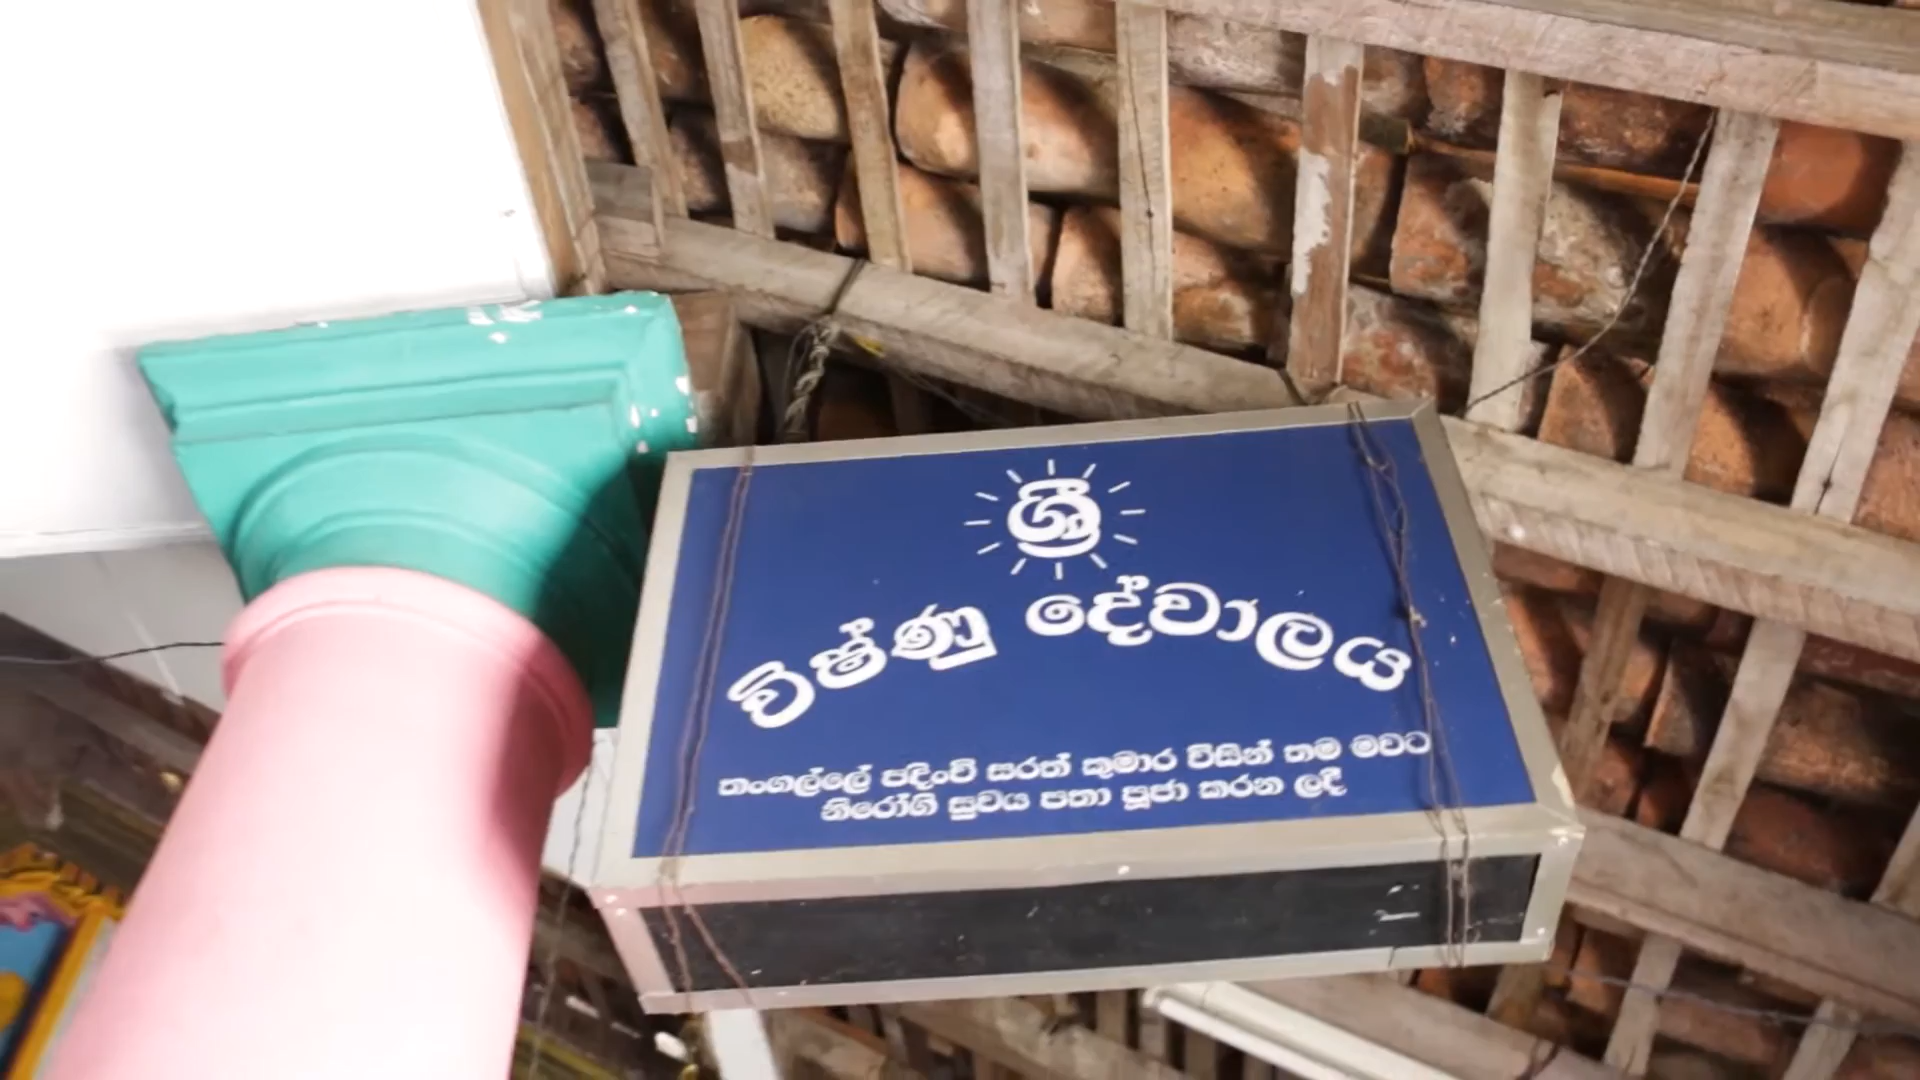 ශ්‍රී
විෂ්ණු දේවාලය
තංගල්ලේ පදිංචි සරත් කුමාර විසින් තම මවට
නිරෝගි සුවය පතා පූජා කරන ලදී